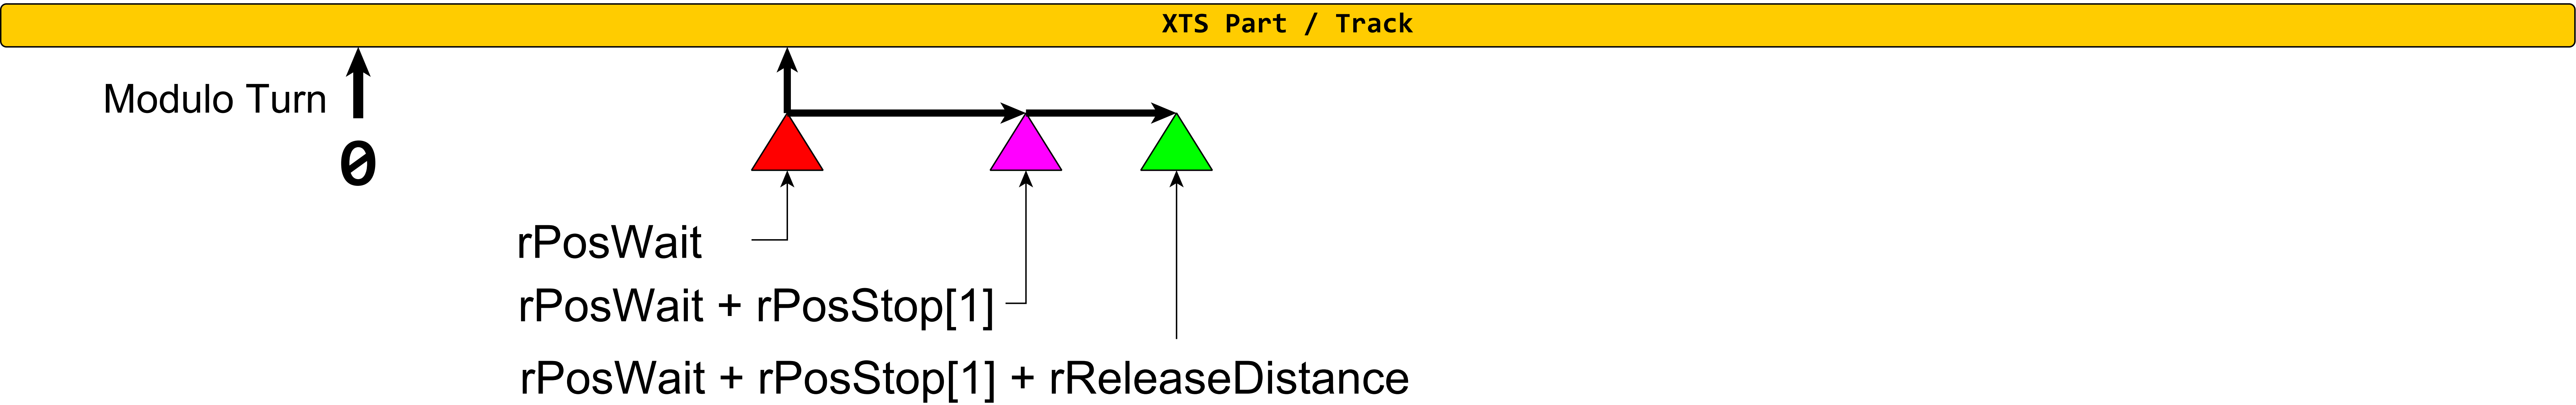 XTS Part / Track
Modulo Turn
0
rPosWait
rPosWait + rPosStop[1]
rPosWait + rPosStop[1] + rReleaseDistance